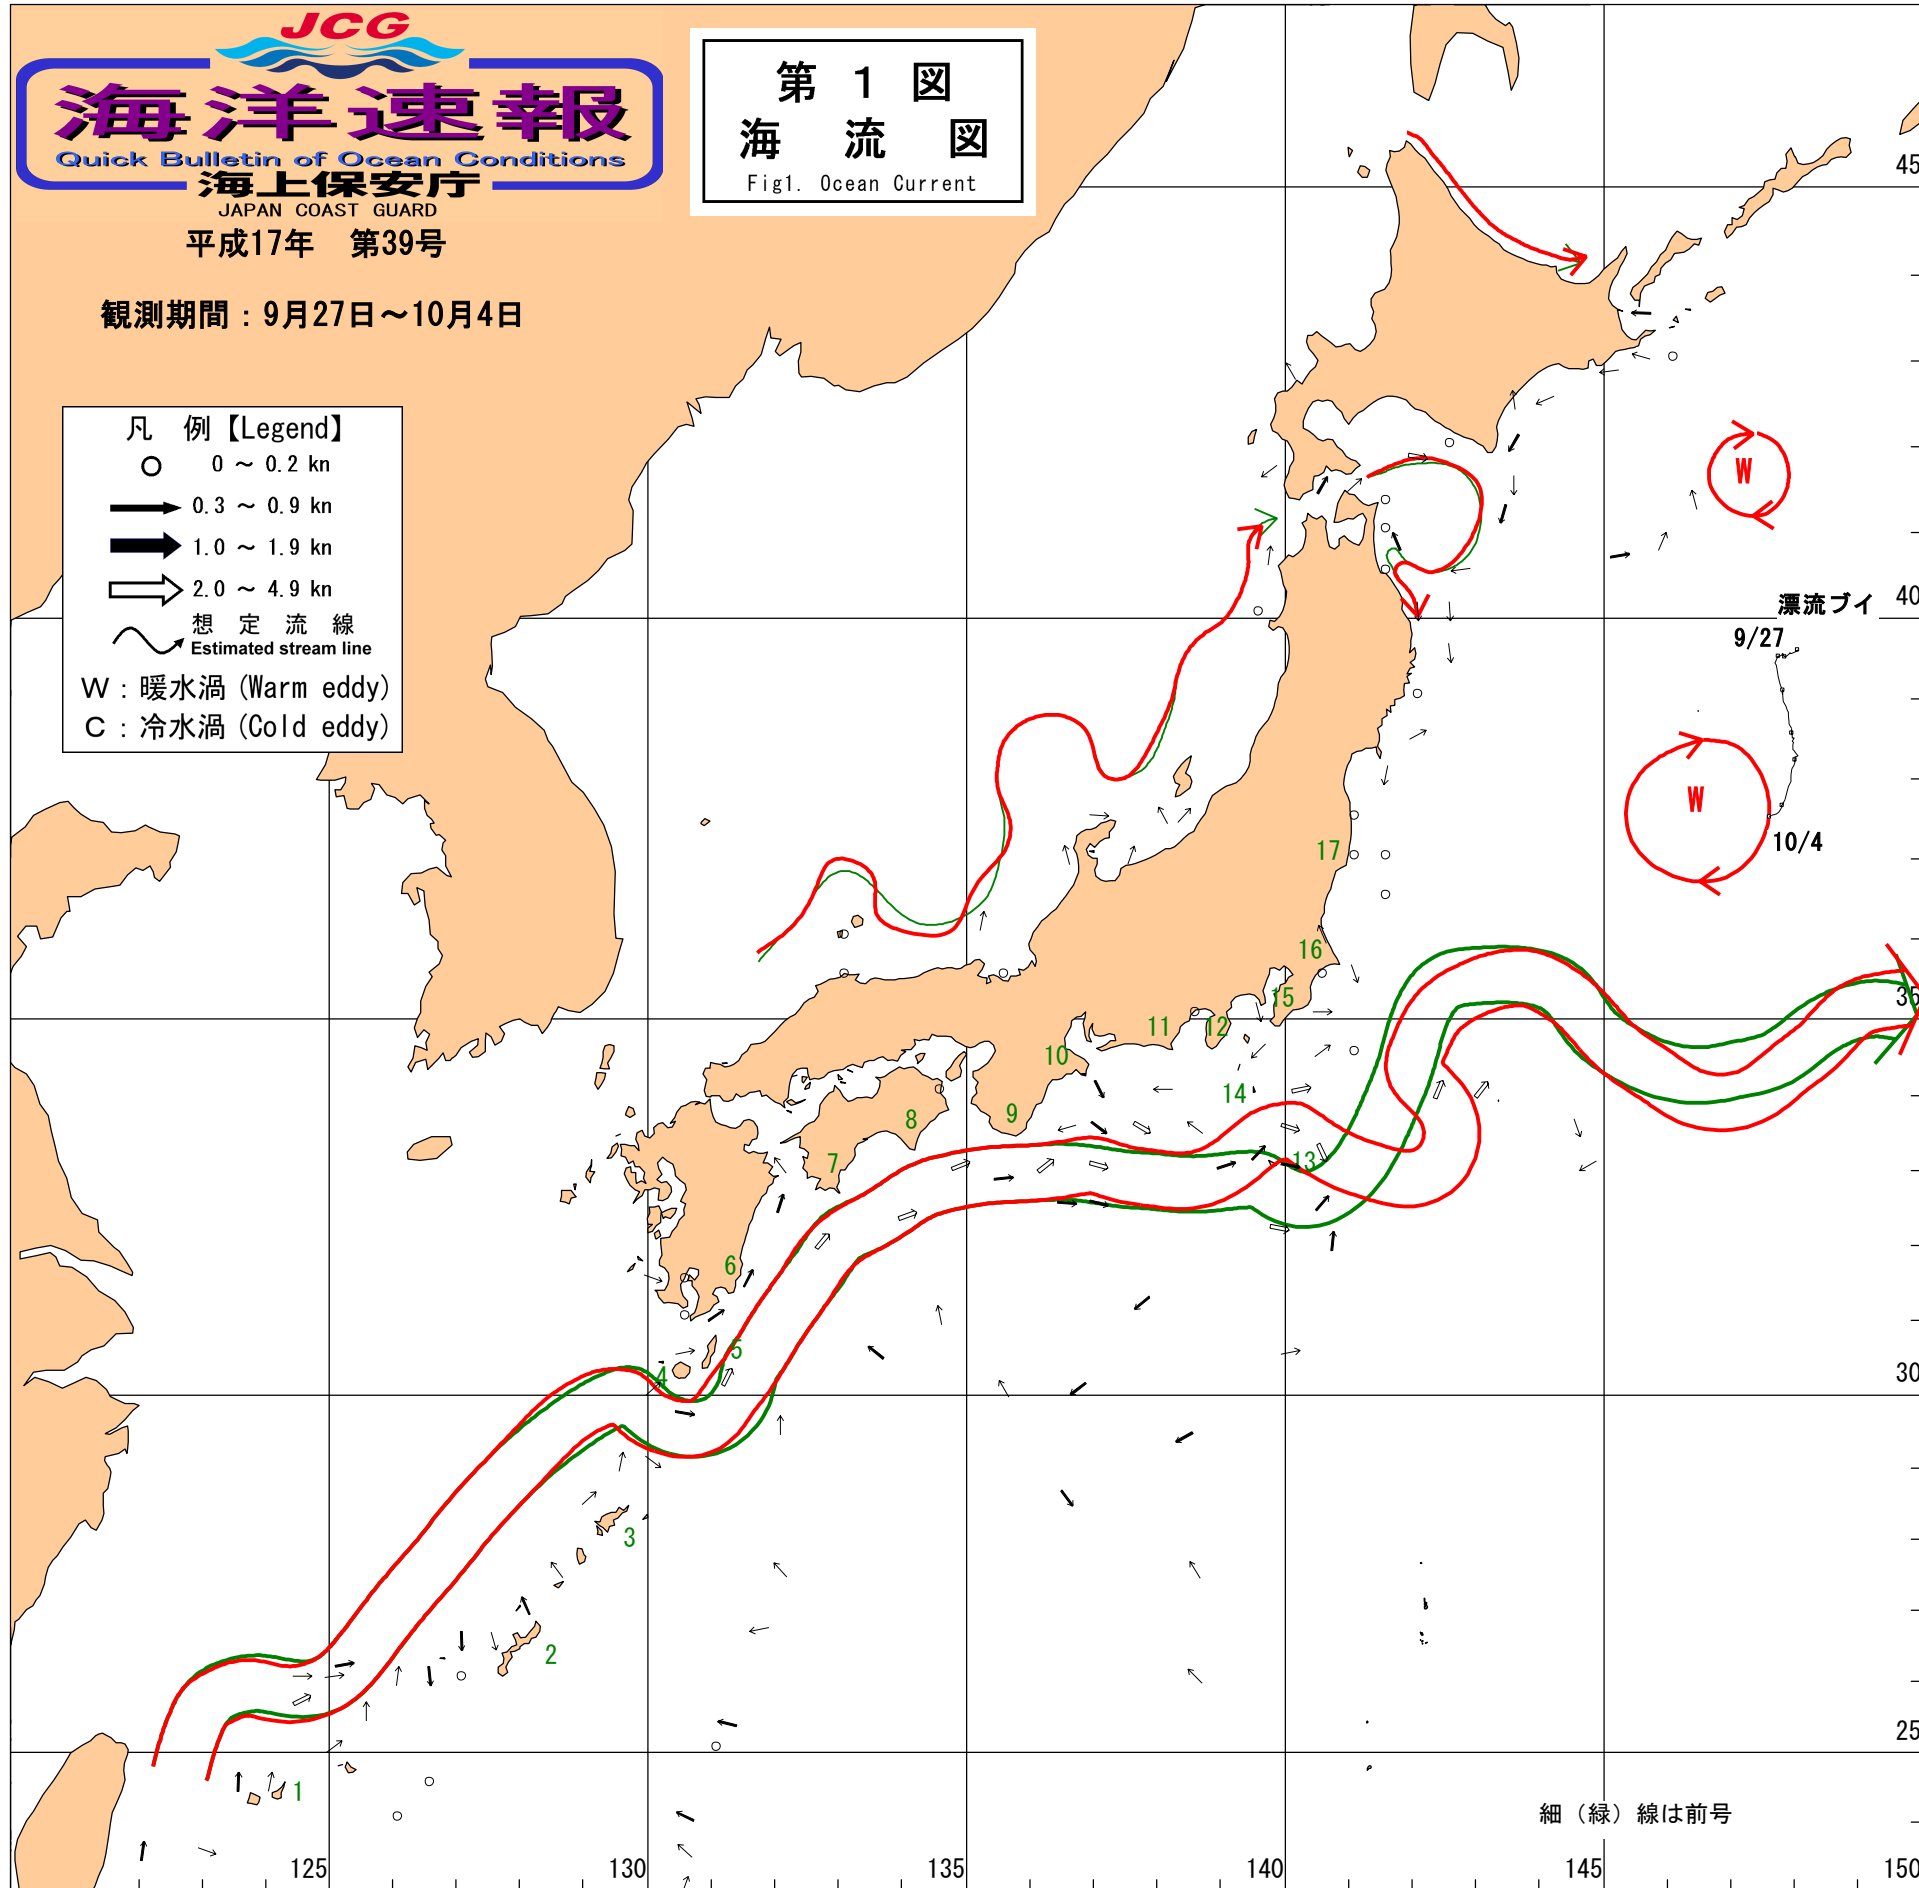 JCG
海洋速報
Quick Bulletin of Ocean Conditions
海上保安庁
JAPAN COAST GUARD
平成17年 第39号
観測期間：9月27日～10月4日
第 1 図
海 流 図
Fig1. Ocean Current
凡 例【Legend】
0 ～ 0.2 kn
0.3 ～ 0.9 kn
1.0 ～ 1.9 kn
2.0 ～ 4.9 kn
想 定 流 線
Estimated stream line
W：暖水渦(Warm eddy)
C：冷水渦(Cold eddy)
45
W
40
漂流ブイ
9/27
W
10/4
17
16
15
35
11
12
10
14
9
8
13
7
6
5
4
30
3
2
25
1
細（緑）線は前号
125
130
135
140
145
150